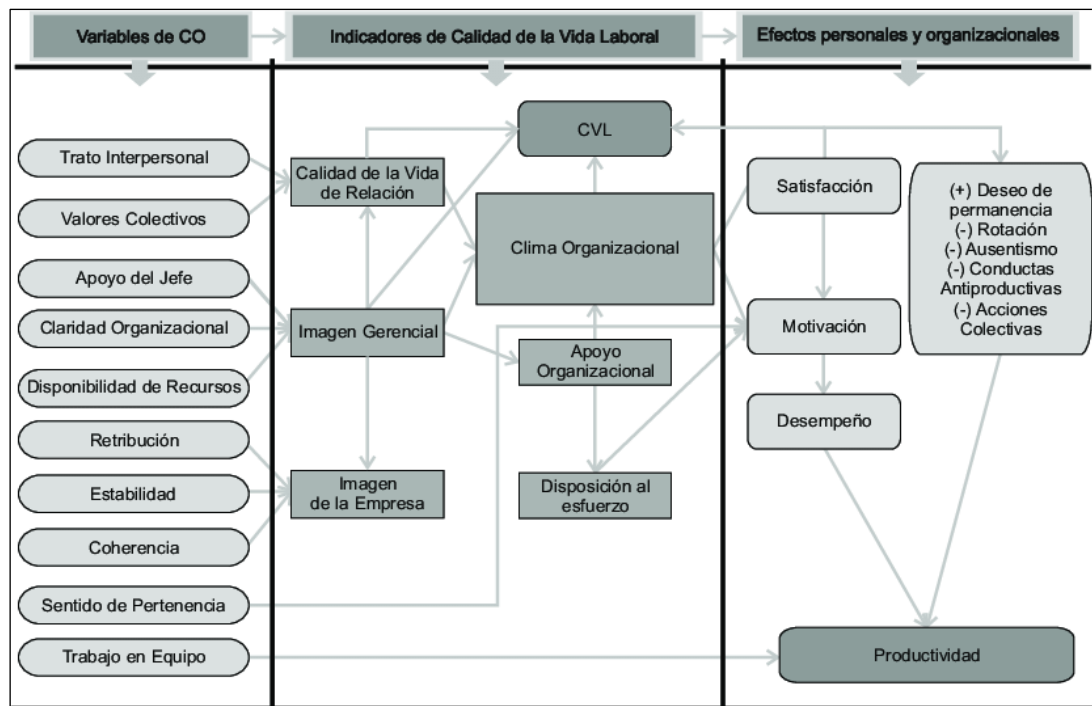 Variables de CO
Indicadores de Calidad de la Vida Laboral
Efectos personales y organizacionales
Trato Interpersonal
Valores Colectivos
Apoyo del Jefe
Claridad Organizacional
Disponibilidad de Recursos
Retribución
Estabilidad
Coherencia
Sentido de Pertenencia
Trabajo en Equipo
Calidad de la Vida
de Relación
Imagen Gerencial
Imagen
de la Empresa
CVL
Clima Organizacional
Apoyo
Organizacional
Disposición al
esfuerzo
Satisfacción
Motivación
Desempeño
(+) Deseo de
permanencia
(-) Rotación
(-) Ausentismo
(-) Conductas
Antiproductivas
(-) Acciones
Colectivas
Productividad